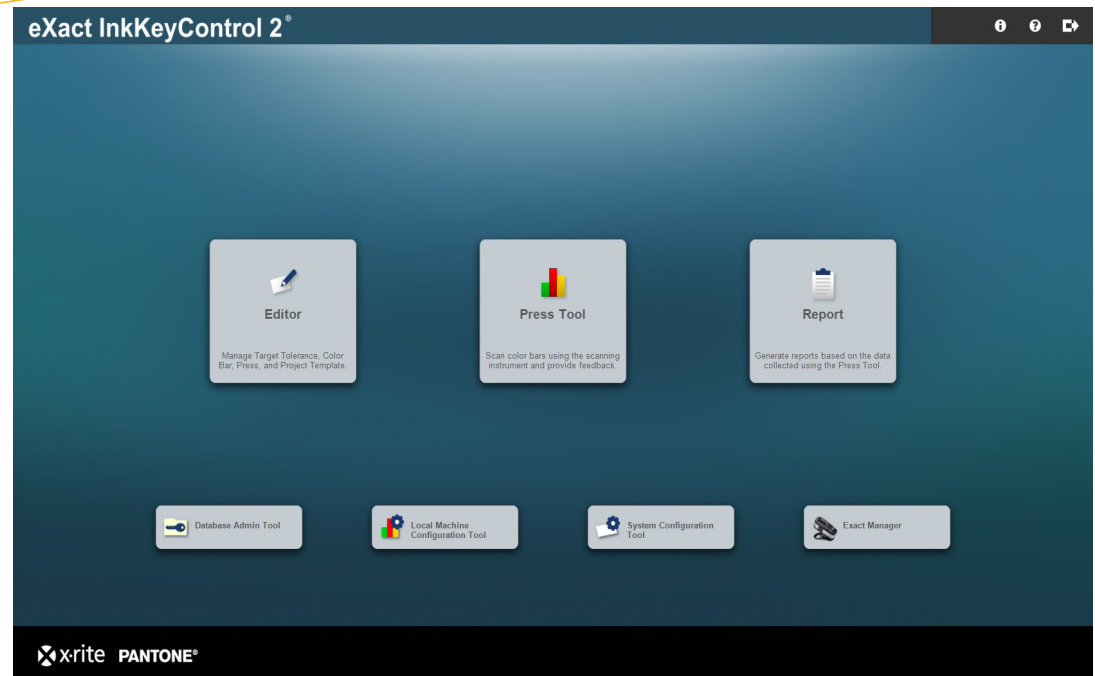 eXact InkKeyControl 2®
Editor
Manage Target Tolerance, Color
Bar, Press, and Project Template.
Press Tool
Scan color bars using the scanning
instrument and provide feedback.
Report
Generate reports based on the data
collected using the Press Tool.
Database Admin Tool
Local Machine
Configuration Tool
System Configuration
Tool
Exact Manager
x·rite PANTONE®